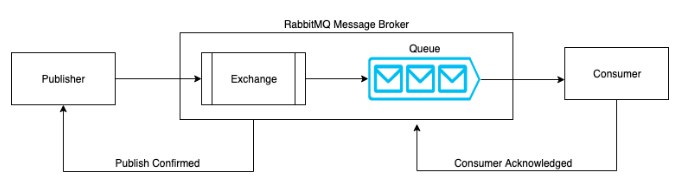 RabbitMQ Message Broker
Queue
Publisher
Exchange
Consumer
Publish Confirmed
Consumer Acknowledged